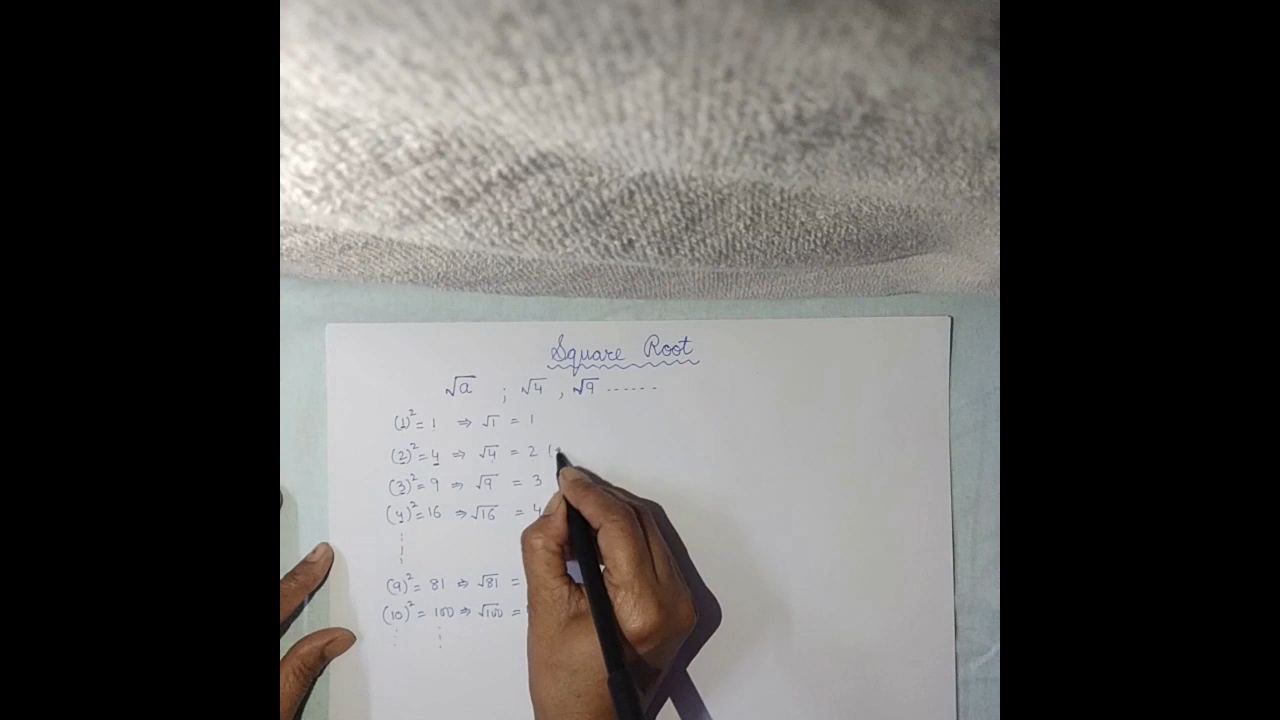 Square Root
√a ; √4 , √9 ------
(1)² = 1 ⇒ √1 = 1
(2)² = 4 ⇒ √4 = 2 (
(3)² = 9 ⇒ √9 = 3
(4)² = 16 ⇒ √16 = 4
(9)² = 81 ⇒ √81 =
(10)² = 100 ⇒ √100 =